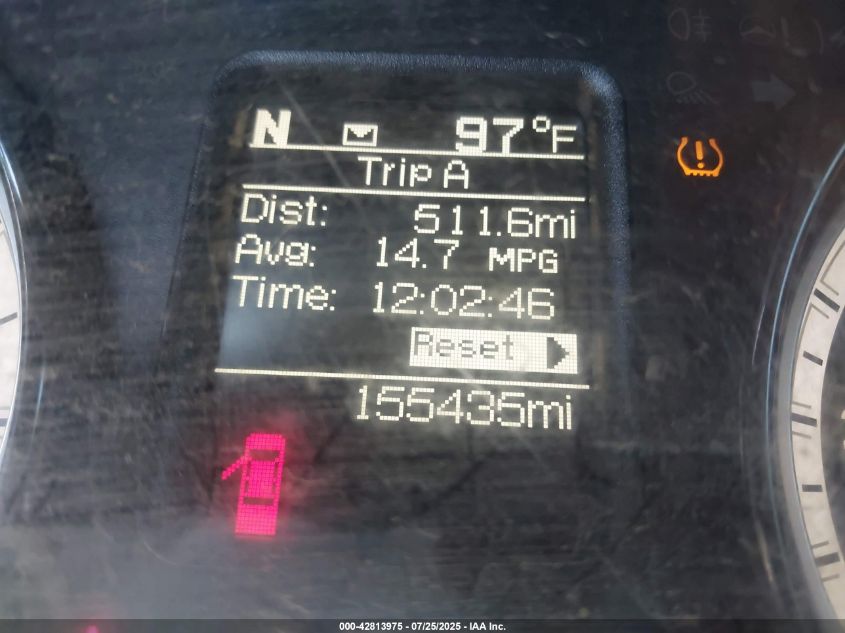 N 97°F
Trip A
Dist: 511.6mi
Avg: 14.7 MPG
Time: 12:02:46
Reset
155435mi
000-42813975 - 07/25/2025 - IAA Inc.